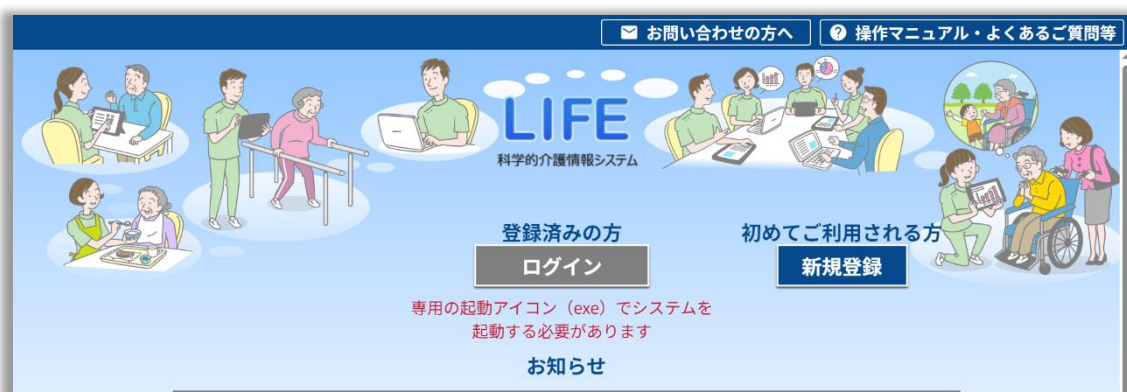 お問い合わせの方へ
操作マニュアル・よくあるご質問等
LIFE
科学的介護情報システム
登録済みの方
初めてご利用される方
ログイン
新規登録
専用の起動アイコン（exe）でシステムを
起動する必要があります
お知らせ